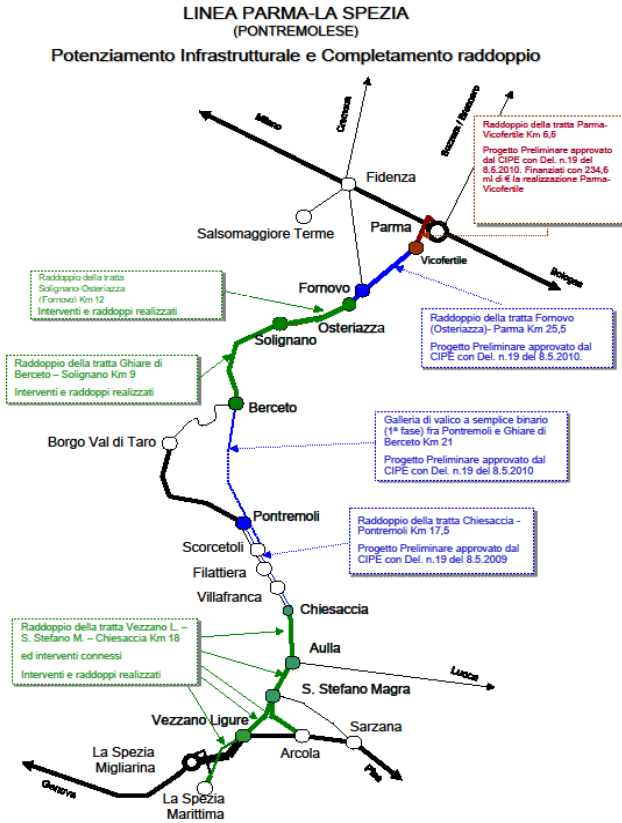 LINEA PARMA-LA SPEZIA
(PONTREMOLESE)
Potenziamento Infrastrutturale e Completamento raddoppio
Milano
Cremona
Suzzara / Brennero
Raddoppio della tratta Parma-
Vicofertile Km 6,5
Progetto Preliminare approvato
dal CIPE con Del. n.19 del
8.5.2010. Finanziati con 234,6
ml di € la realizzazione Parma-
Vicofertile
Fidenza
Salsomaggiore Terme
Parma
Vicofertile
Bologna
Raddoppio della tratta
Solignano-Osteriazza
(Fornovo) Km 12
Interventi e raddoppi realizzati
Fornovo
Osteriazza
Solignano
Raddoppio della tratta Fornovo
(Osteriazza)- Parma Km 25,5
Progetto Preliminare approvato dal
CIPE con Del. n.19 del 8.5.2010.
Raddoppio della tratta Ghiare di
Berceto – Solignano Km 9
Interventi e raddoppi realizzati
Berceto
Borgo Val di Taro
Galleria di valico a semplice binario
(1ª fase) fra Pontremoli e Ghiare di
Berceto Km 21
Progetto Preliminare approvato dal
CIPE con Del. n.19 del 8.5.2010
Pontremoli
Scorcetoli
Filattiera
Villafranca
Chiesaccia
Raddoppio della tratta Chiesaccia -
Pontremoli Km 17,5
Progetto Preliminare approvato dal
CIPE con Del. n.19 del 8.5.2009
Raddoppio della tratta Vezzano L. –
S. Stefano M. – Chiesaccia Km 18
ed interventi connessi
Interventi e raddoppi realizzati
Aulla
Lucca
S. Stefano Magra
Vezzano Ligure
Sarzana
Arcola
La Spezia
Migliarina
Pisa
Genova
La Spezia
Marittima